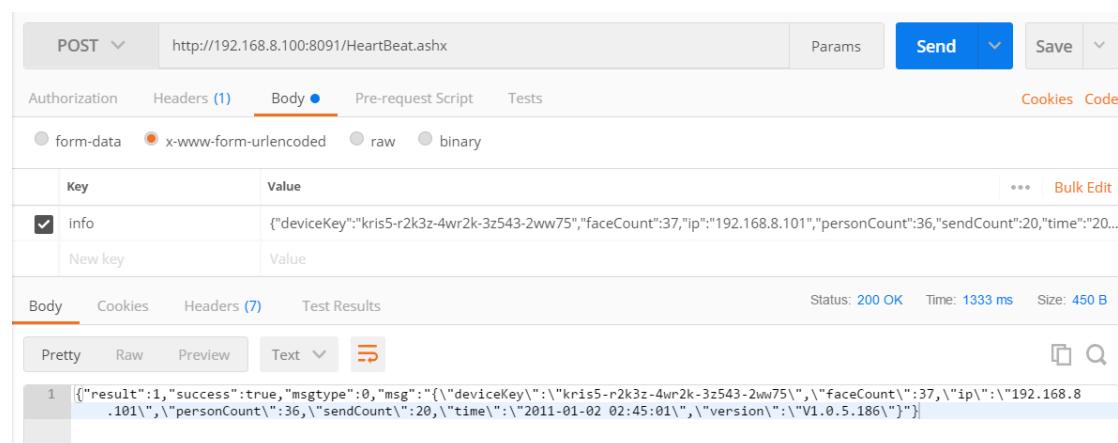 POST http://192.168.8.100:8091/HeartBeat.ashx Params Send Save
Authorization Headers (1) Body Pre-request Script Tests Cookies Code
form-data x-www-form-urlencoded raw binary
Key Value Bulk Edit
info {"deviceKey":"kris5-r2k3z-4wr2k-3z543-2ww75","faceCount":37,"ip":"192.168.8.101","personCount":36,"sendCount":20,"time":"20...
New key Value
Body Cookies Headers (7) Test Results Status: 200 OK Time: 1333 ms Size: 450 B
Pretty Raw Preview Text
1 {"result":1,"success":true,"msgtype":0,"msg":"{\"deviceKey\":\"kris5-r2k3z-4wr2k-3z543-2ww75\",\"faceCount\":37,\"ip\":\"192.168.8
.101\",\"personCount\":36,\"sendCount\":20,\"time\":\"2011-01-02 02:45:01\",\"version\":\"V1.0.5.186\"}"}